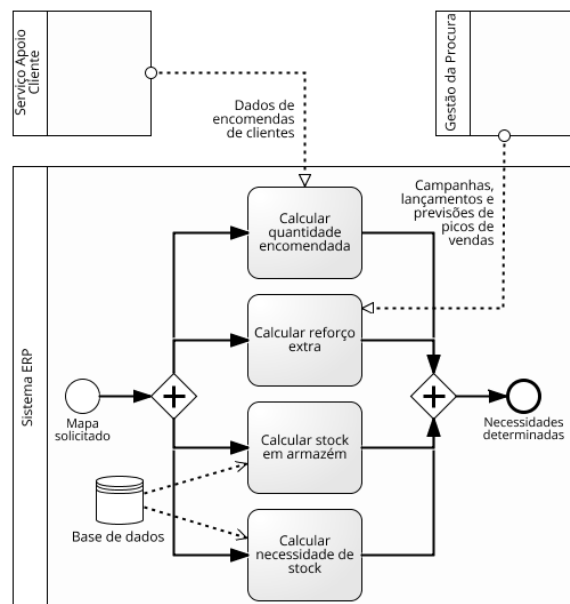 Serviço Apoio
Cliente
Gestão da Procura
Dados de
encomendas
de clientes
Campanhas,
lançamentos e
previsões de
picos de
vendas
Sistema ERP
Calcular
quantidade
encomendada
Calcular reforço
extra
Mapa
solicitado
Necessidades
determinadas
Calcular stock
em armazém
Base de dados
Calcular
necessidade de
stock